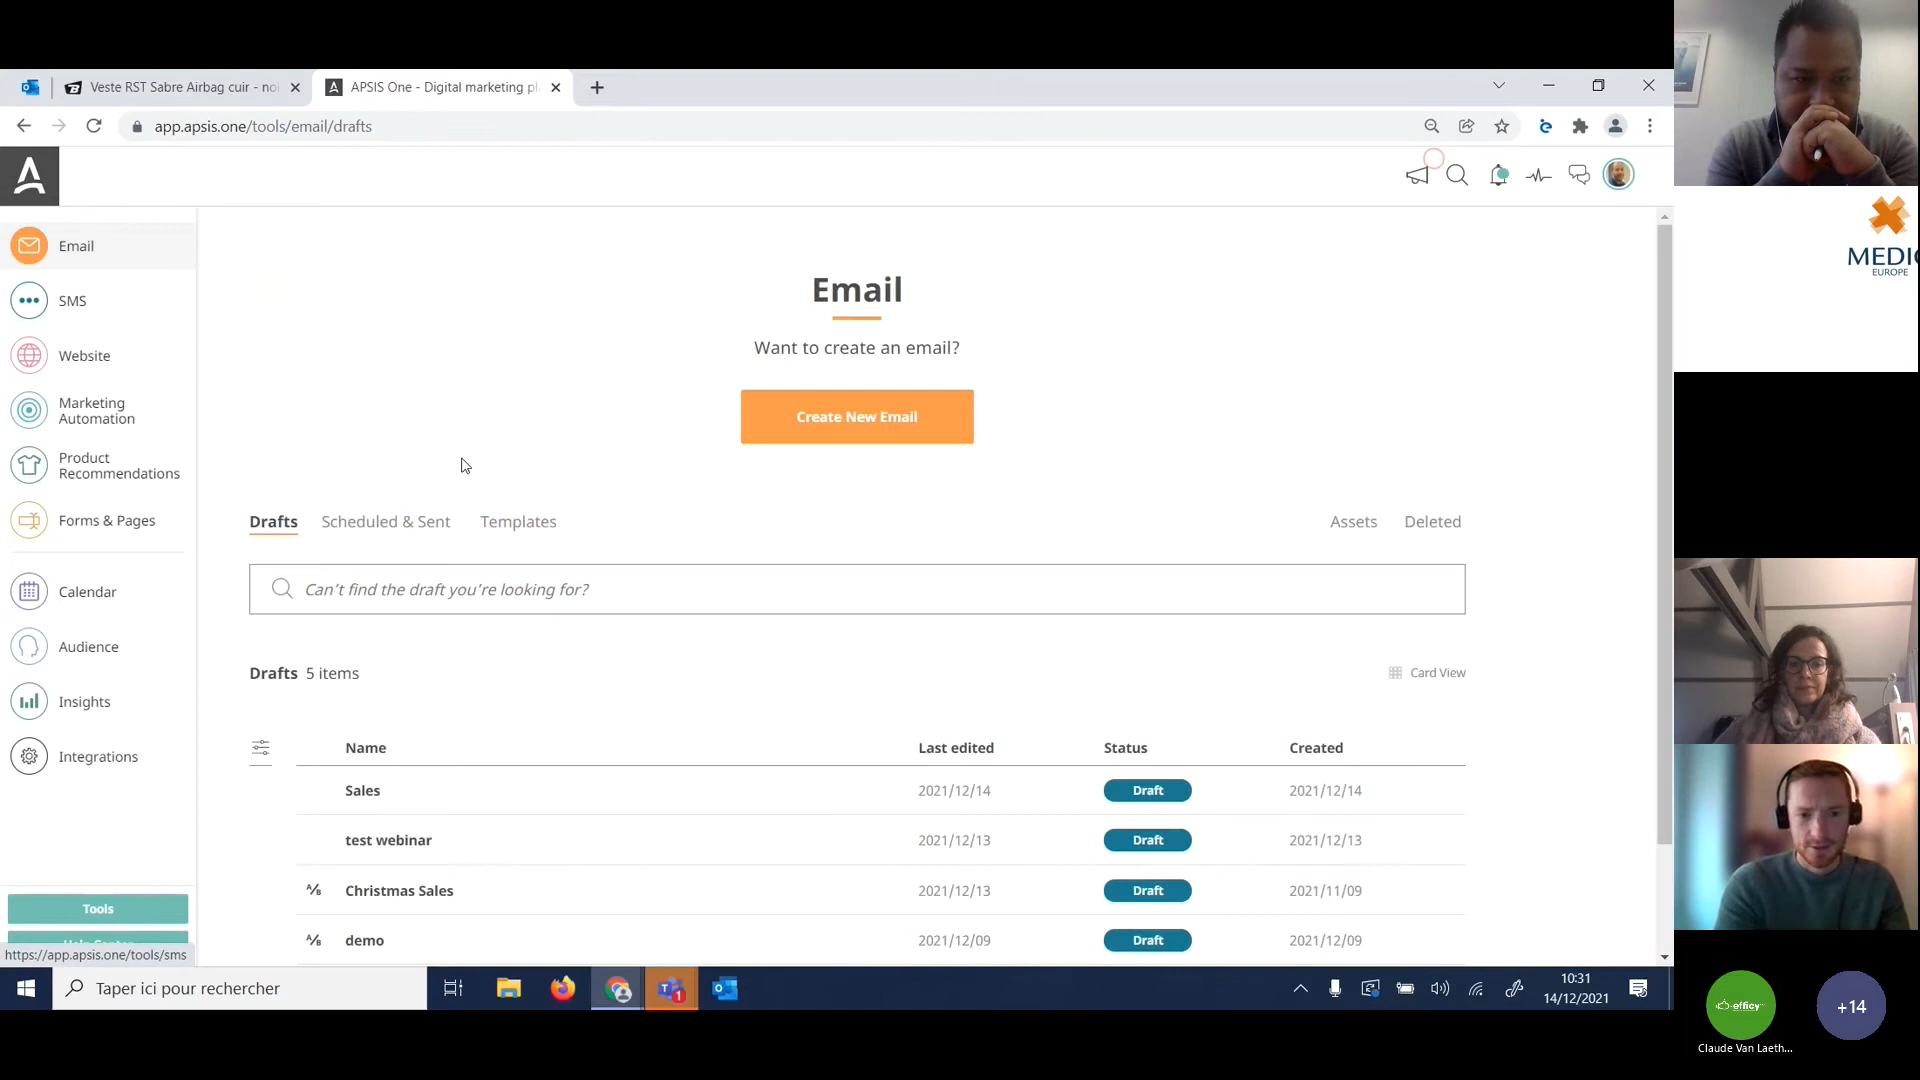 Veste RST Sabre Airbag cuir - noi
APSIS One - Digital marketing pl
app.apsis.one/tools/email/drafts
Email
SMS
Website
Marketing
Automation
Product
Recommendations
Forms & Pages
Calendar
Audience
Insights
Integrations
Tools
https://app.apsis.one/tools/sms
Email
Want to create an email?
Create New Email
Drafts Scheduled & Sent Templates Assets Deleted
Can't find the draft you're looking for?
Drafts 5 items Card View
Name Last edited Status Created
Sales 2021/12/14 Draft 2021/12/14
test webinar 2021/12/13 Draft 2021/12/13
A/B Christmas Sales 2021/12/13 Draft 2021/11/09
A/B demo 2021/12/09 Draft 2021/12/09
Taper ici pour rechercher
1
10:31
14/12/2021
MEDI
EUROPE
efficy
Claude Van Laeth...
+14